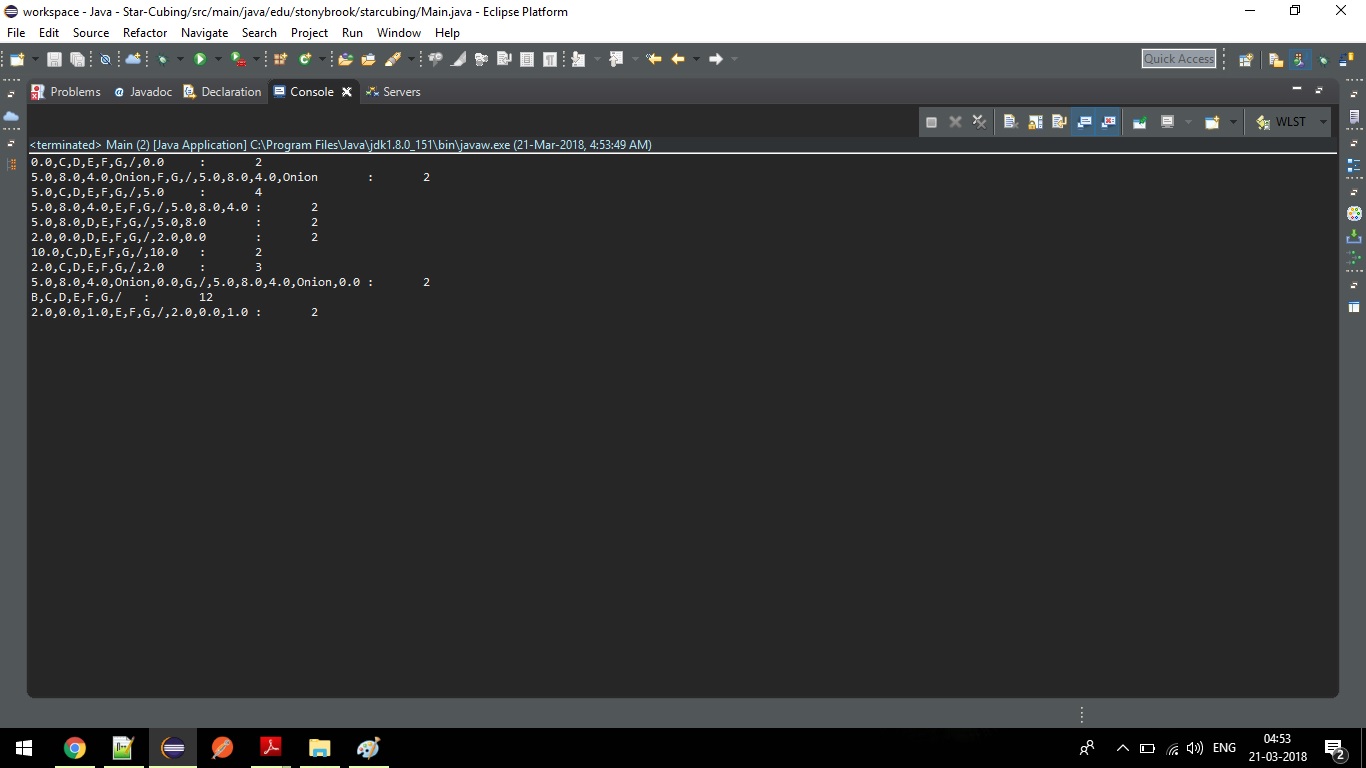 workspace - Java - Star-Cubing/src/main/java/edu/stonybrook/starcubing/Main.java - Eclipse Platform
File Edit Source Refactor Navigate Search Project Run Window Help
Quick Access
Problems @ Javadoc Declaration Console Servers
WLST
<terminated> Main (2) [Java Application] C:\Program Files\Java\jdk1.8.0_151\bin\javaw.exe (21-Mar-2018, 4:53:49 AM)
0.0,C,D,E,F,G,/,0.0 : 2
5.0,8.0,4.0,Onion,F,G,/,5.0,8.0,4.0,Onion : 2
5.0,C,D,E,F,G,/,5.0 : 4
5.0,8.0,4.0,E,F,G,/,5.0,8.0,4.0 : 2
5.0,8.0,D,E,F,G,/,5.0,8.0 : 2
2.0,0.0,D,E,F,G,/,2.0,0.0 : 2
10.0,C,D,E,F,G,/,10.0 : 2
2.0,C,D,E,F,G,/,2.0 : 3
5.0,8.0,4.0,Onion,0.0,G,/,5.0,8.0,4.0,Onion,0.0 : 2
B,C,D,E,F,G,/ : 12
2.0,0.0,1.0,E,F,G,/,2.0,0.0,1.0 : 2
ENG
04:53
21-03-2018
2